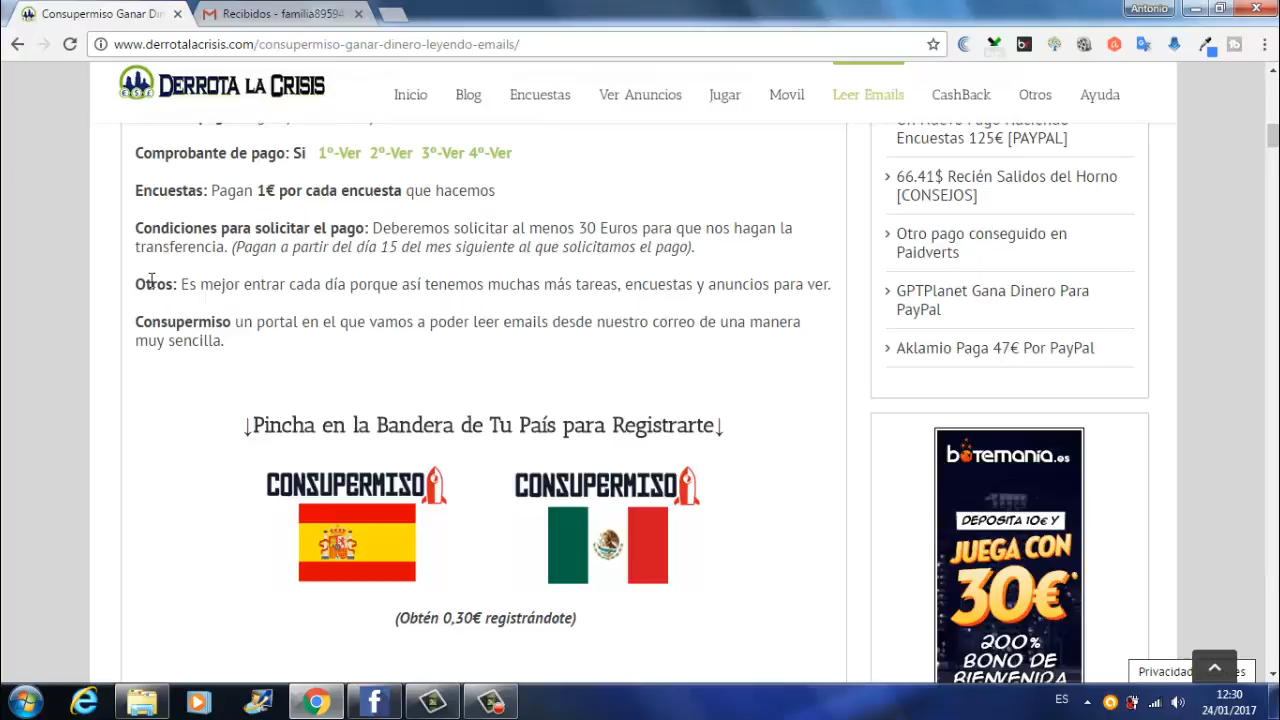 Consupermiso Ganar Din
Recibidos - familia89594
Antonio
www.derrotalacrisis.com/consupermiso-ganar-dinero-leyendo-emails/
DERROTA LA CRISIS
Inicio Blog Encuestas Ver Anuncios Jugar Movil Leer Emails CashBack Otros Ayuda
Comprobante de pago: Si 1º-Ver 2º-Ver 3º-Ver 4º-Ver
Encuestas: Pagan 1€ por cada encuesta que hacemos
Condiciones para solicitar el pago: Deberemos solicitar al menos 30 Euros para que nos hagan la
transferencia. (Pagan a partir del día 15 del mes siguiente al que solicitamos el pago).
Otros: Es mejor entrar cada día porque así tenemos muchas más tareas, encuestas y anuncios para ver.
Consupermiso un portal en el que vamos a poder leer emails desde nuestro correo de una manera
muy sencilla.
↓Pincha en la Bandera de Tu País para Registrarte↓
CONSUPERMISO
CONSUPERMISO
(Obtén 0,30€ registrándote)
Un Nuevo Pago Haciendo
Encuestas 125€ [PAYPAL]
66.41$ Recién Salidos del Horno
[CONSEJOS]
Otro pago conseguido en
Paidverts
GPTPlanet Gana Dinero Para
PayPal
Aklamio Paga 47€ Por PayPal
botemania.es
DEPOSITA 10€ Y
JUEGA CON
30€*
200%
BONO DE
BIENVENIDA
Privacidad
ES
12:30
24/01/2017